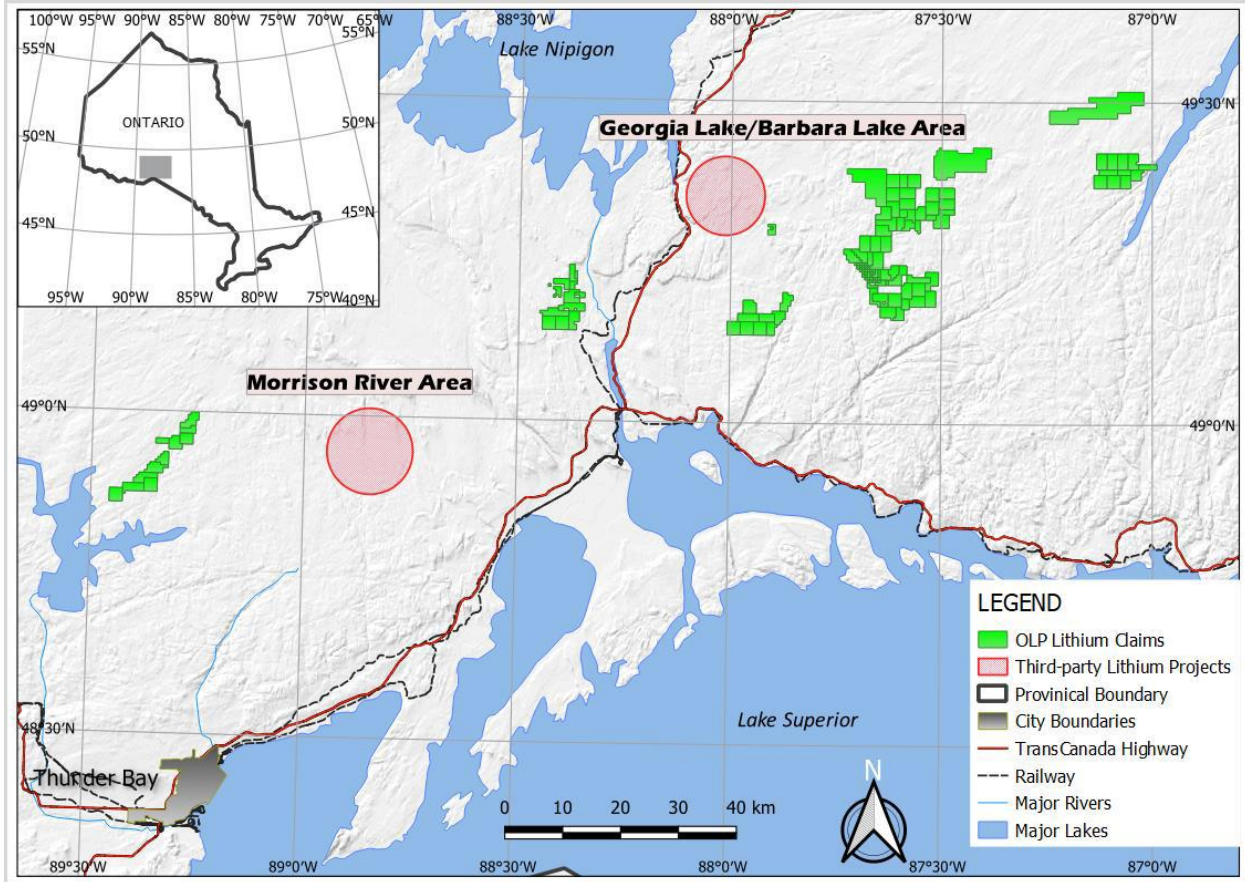 100°W 95°W 90°W 85°W 80°W 75°W 70°W 65°W
88°30'W 88°0'W 87°30'W 87°0'W
55°N 55°N
Lake Nipigon
50°N 50°N
ONTARIO
45°N 45°N
40°N
95°W 90°W 85°W 80°W 75°W
49°30'N
Georgia Lake/Barbara Lake Area
Morrison River Area
49°0'N 49°0'N
LEGEND
OLP Lithium Claims
Third-party Lithium Projects
Provinical Boundary
City Boundaries
TransCanada Highway
Railway
Major Rivers
Major Lakes
48°30'N
Lake Superior
Thunder Bay
N
0 10 20 30 40 km
89°30'W 89°0'W 88°30'W 88°0'W 87°30'W 87°0'W